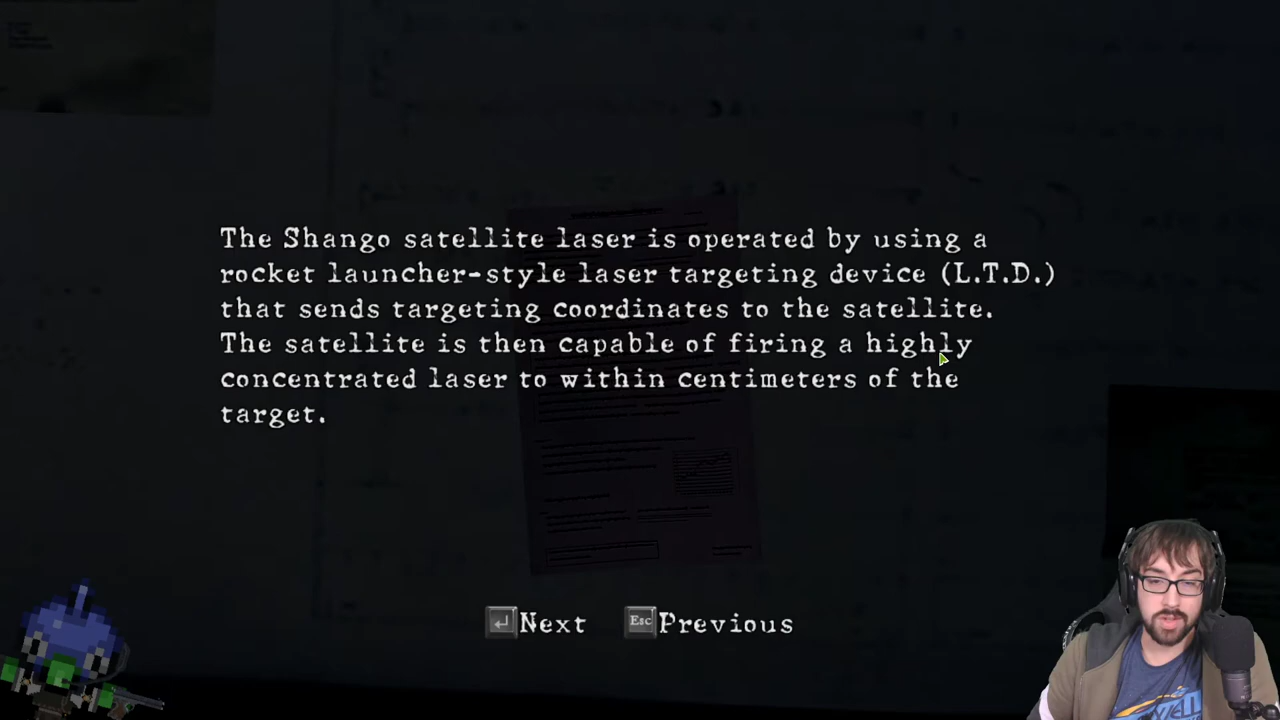 The Shango satellite laser is operated by using a
rocket launcher-style laser targeting device (L.T.D.)
that sends targeting coordinates to the satellite.
The satellite is then capable of firing a highly
concentrated laser to within centimeters of the
target.
Next
Esc
Previous